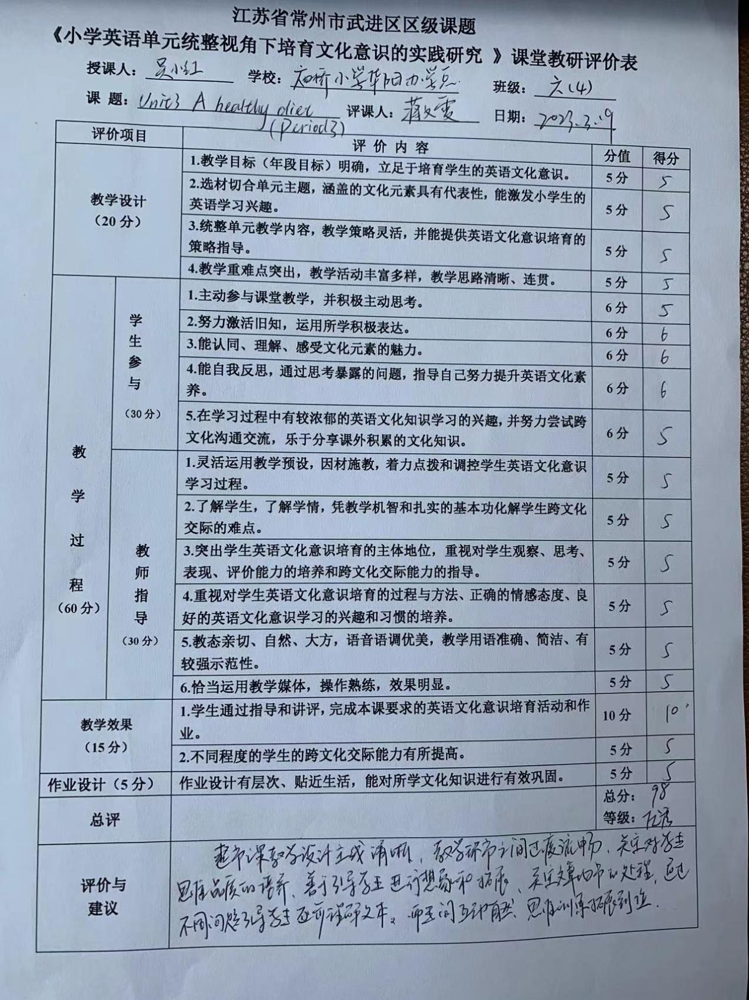 江苏省常州市武进区区级课题
《小学英语单元统整视角下培育文化意识的实践研究 》课堂教研评价表
授课人：吴小红 学校：桥小学华阳办学点 班级：六(4)
课 题：Unit3 A healthy diet 评课人：蒋文雯 日期：2023.3.
(Period3)
评价项目 评 价 内 容 分值 得分
教学设计
（20 分）
1.教学目标（年段目标）明确，立足于培育学生的英语文化意识。 5 分 5
2.选材切合单元主题，涵盖的文化元素具有代表性，能激发小学生的
英语学习兴趣。 5 分 5
3.统整单元教学内容，教学策略灵活，并能提供英语文化意识培育的
策略指导。 5 分 5
4.教学重难点突出，教学活动丰富多样，教学思路清晰、连贯。 5 分 5
教
学
过
程
（60 分）
学
生
参
与
（30 分）
1.主动参与课堂教学，并积极主动思考。 6 分 5
2.努力激活旧知，运用所学积极表达。 6 分 6
3.能认同、理解、感受文化元素的魅力。 6 分 6
4.能自我反思，通过思考暴露的问题，指导自己努力提升英语文化素
养。 6 分 6
5.在学习过程中有较浓郁的英语文化知识学习的兴趣，并努力尝试跨
文化沟通交流，乐于分享课外积累的文化知识。 6 分 5
教
师
指
导
（30 分）
1.灵活运用教学预设，因材施教，着力点拨和调控学生英语文化意识
学习过程。 5 分 5
2.了解学生，了解学情，凭教学机智和扎实的基本功化解学生跨文化
交际的难点。 5 分 5
3.突出学生英语文化意识培育的主体地位，重视对学生观察、思考、
表现、评价能力的培养和跨文化交际能力的指导。 5 分 5
4.重视对学生英语文化意识培育的过程与方法、正确的情感态度、良
好的英语文化意识学习的兴趣和习惯的培养。 5 分 5
5.教态亲切、自然、大方，语音语调优美，教学用语准确、简洁、有
较强示范性。 5 分 5
6.恰当运用教学媒体，操作熟练，效果明显。 5 分 5
教学效果
（15 分）
1.学生通过指导和讲评，完成本课要求的英语文化意识培育活动和作
业。 10 分 10
2.不同程度的学生的跨文化交际能力有所提高。 5 分 5
作业设计（5 分） 作业设计有层次、贴近生活，能对所学文化知识进行有效巩固。 5 分 5
总评
总分： 98
等级：优秀
评价与
建议
节课教学设计主线清晰，教学环节之间过渡流畅，关注对学生
思维品质的培养，善于引导学生进行想象和拓展，关注文章细节的处理，通过
不同问题引导学生逐步理解文本。师生间互动自然，思维训练拓展到位.